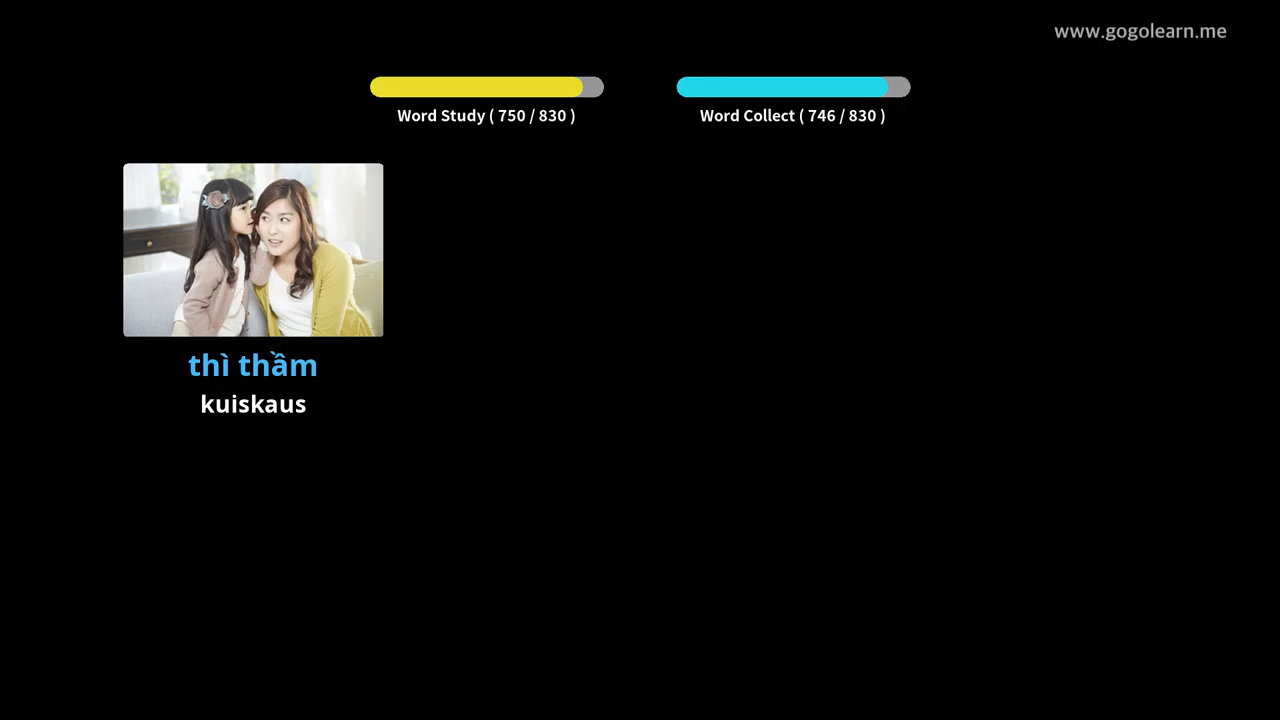 www.gogolearn.me
Word Study ( 750 / 830 )
Word Collect ( 746 / 830 )
thì thầm
kuiskaus